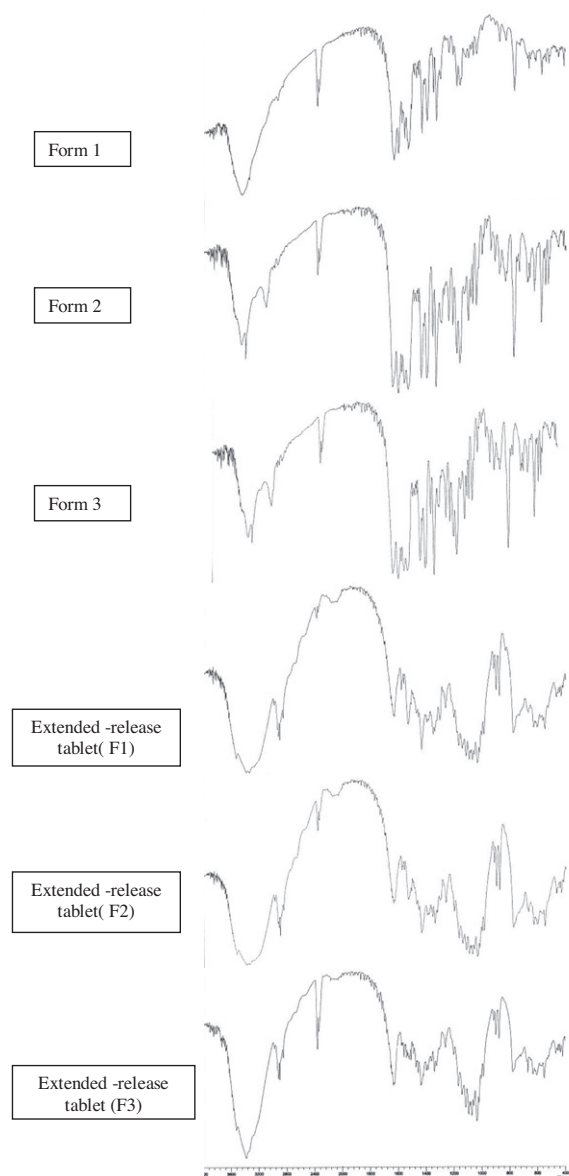 Form 1
Form 2
Form 3
Extended -release
tablet( F1)
Extended -release
tablet( F2)
Extended -release
tablet (F3)